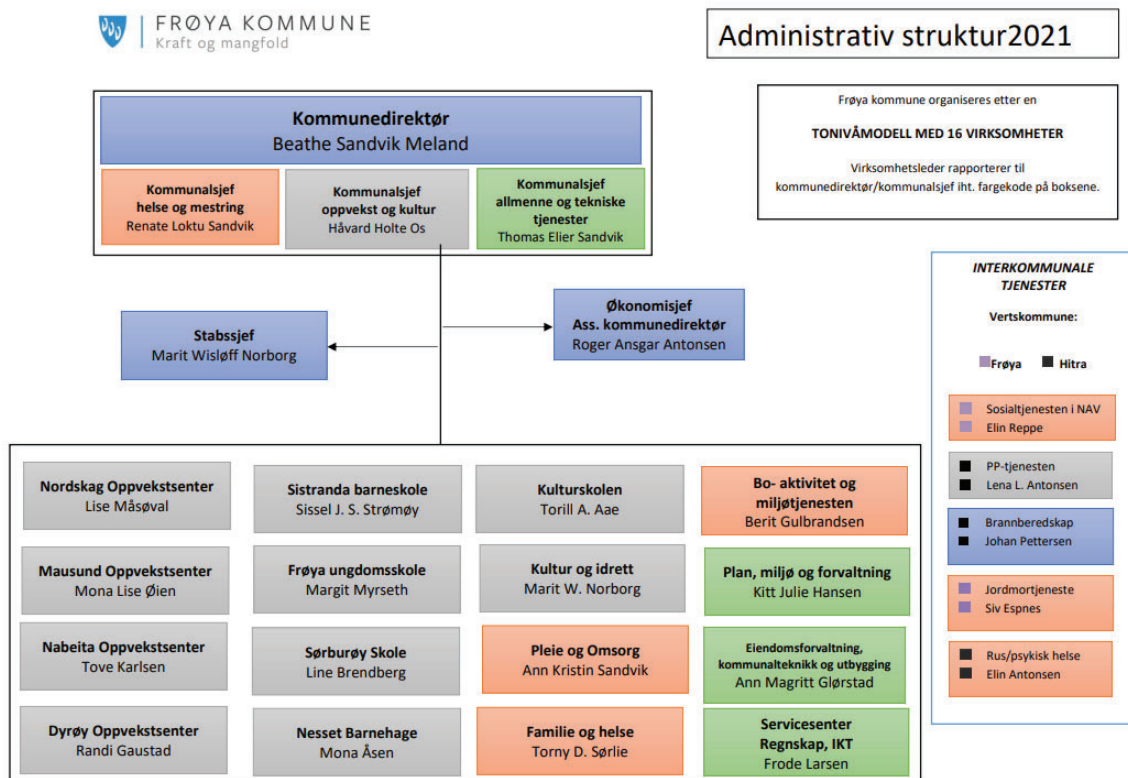 FRØYA KOMMUNE
Kraft og mangfold
Administrativ struktur2021
Kommunedirektør
Beathe Sandvik Meland
Kommunalsjef
helse og mestring
Renate Loktu Sandvik
Kommunalsjef
oppvekst og kultur
Håvard Holte Os
Kommunalsjef
allmenne og tekniske
tjenester
Thomas Elier Sandvik
Frøya kommune organiseres etter en
TONIVÅMODELL MED 16 VIRKSOMHETER
Virksomhetsleder rapporterer til
kommunedirektør/kommunalsjef iht. fargekode på boksene.
Stabssjef
Marit Wisløff Norborg
Økonomisjef
Ass. kommunedirektør
Roger Ansgar Antonsen
INTERKOMMUNALE
TJENESTER
Vertskommune:
Frøya Hitra
Sosialtjenesten i NAV
Elin Reppe
PP-tjenesten
Lena L. Antonsen
Brannberedskap
Johan Pettersen
Jordmortjeneste
Siv Espnes
Rus/psykisk helse
Elin Antonsen
Nordskag Oppvekstsenter
Lise Måsøval
Sistranda barneskole
Sissel J. S. Strømøy
Kulturskolen
Torill A. Aae
Bo- aktivitet og
miljøtjenesten
Berit Gulbrandsen
Mausund Oppvekstsenter
Mona Lise Øien
Frøya ungdomsskole
Margit Myrseth
Kultur og idrett
Marit W. Norborg
Plan, miljø og forvaltning
Kitt Julie Hansen
Nabeita Oppvekstsenter
Tove Karlsen
Sørburøy Skole
Line Brendberg
Pleie og Omsorg
Ann Kristin Sandvik
Eiendomsforvaltning,
kommunalteknikk og utbygging
Ann Magritt Glørstad
Dyrøy Oppvekstsenter
Randi Gaustad
Nesset Barnehage
Mona Åsen
Familie og helse
Torny D. Sørlie
Servicesenter
Regnskap, IKT
Frode Larsen